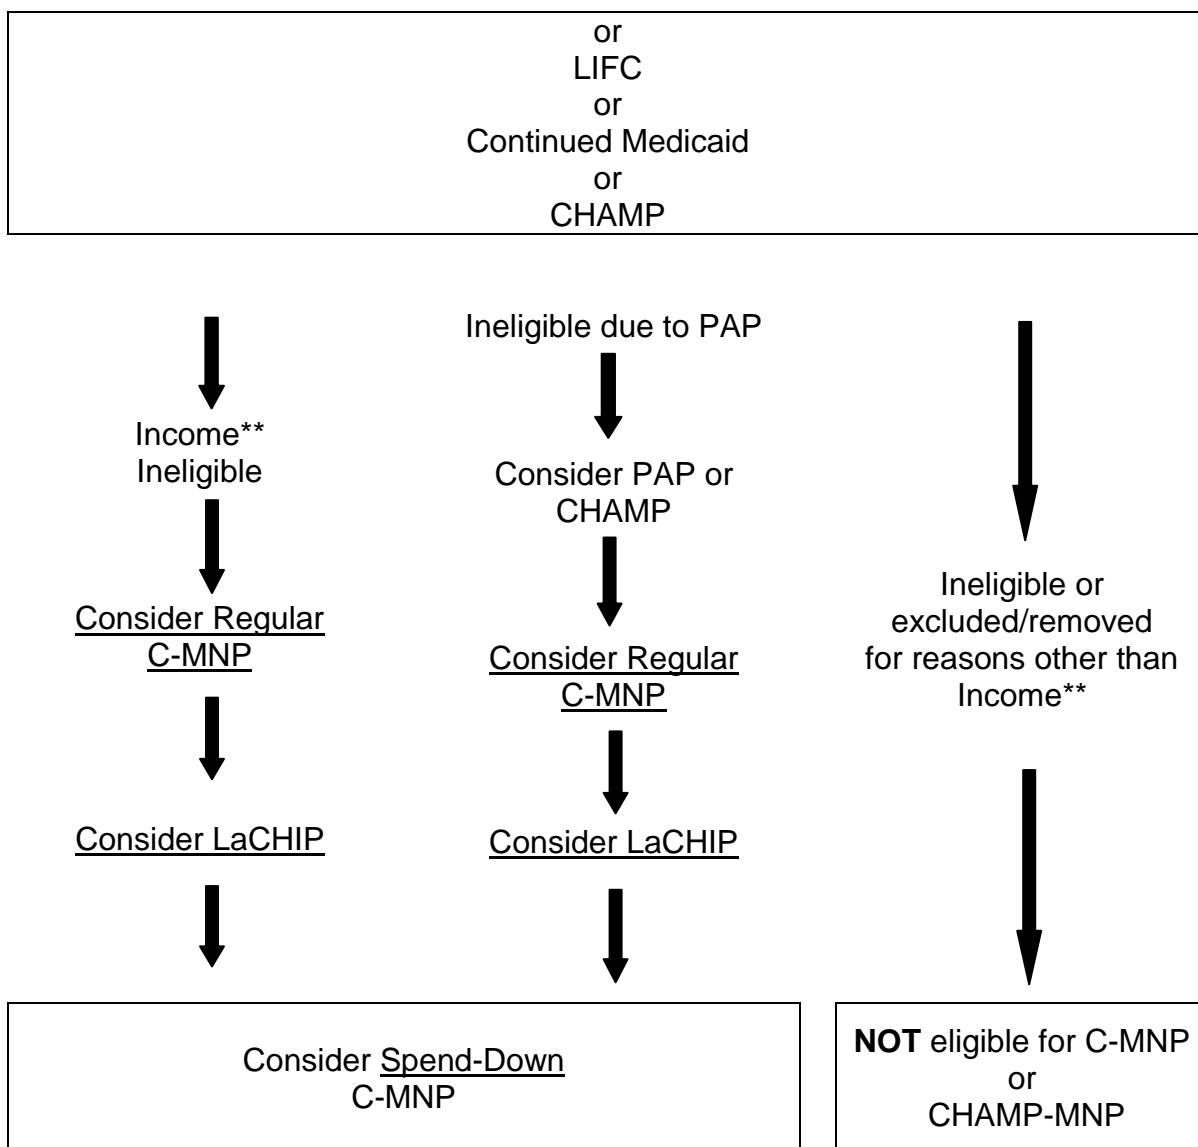 or
LIFC
or
Continued Medicaid
or
CHAMP
Income**
Ineligible
Consider Regular
C-MNP
Consider LaCHIP
Ineligible due to PAP
Consider PAP or
CHAMP
Consider Regular
C-MNP
Consider LaCHIP
Ineligible or
excluded/removed
for reasons other than
Income**
Consider Spend-Down
C-MNP
NOT eligible for C-MNP
or
CHAMP-MNP